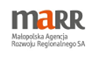 maRR
Małopolska Agencja
Rozwoju Regionalnego SA